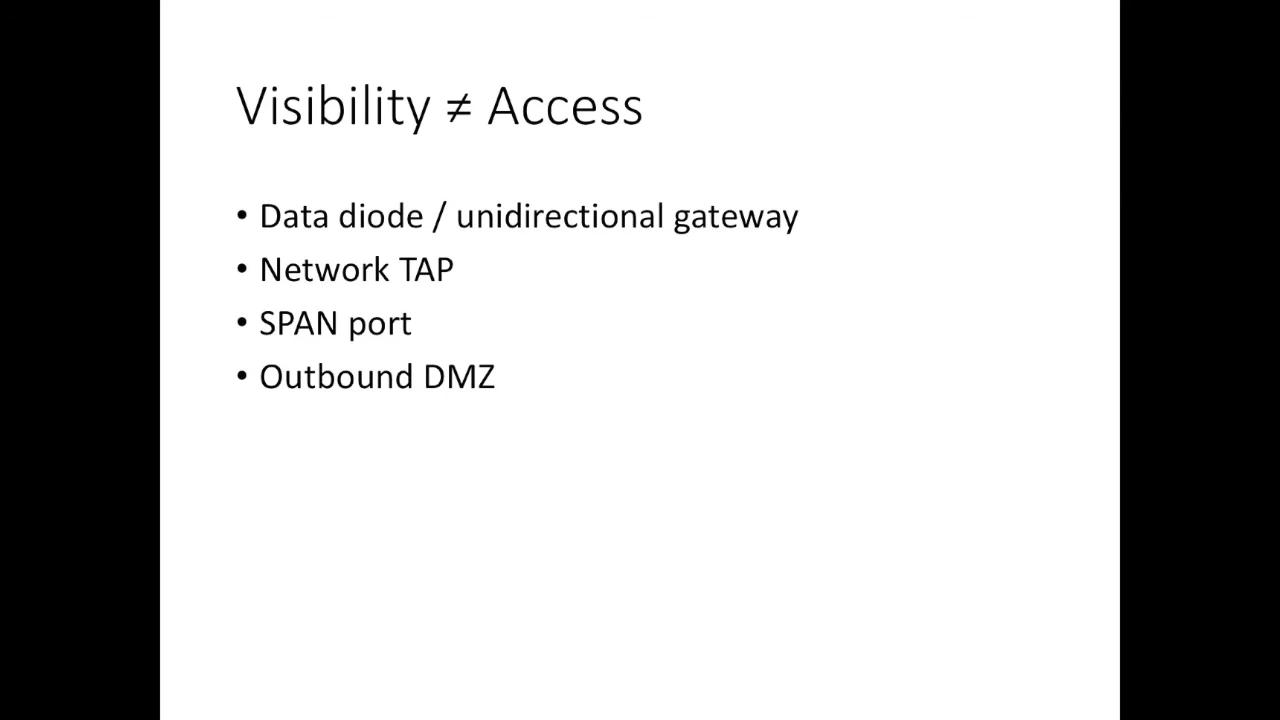 Visibility ≠ Access
• Data diode / unidirectional gateway
• Network TAP
• SPAN port
• Outbound DMZ